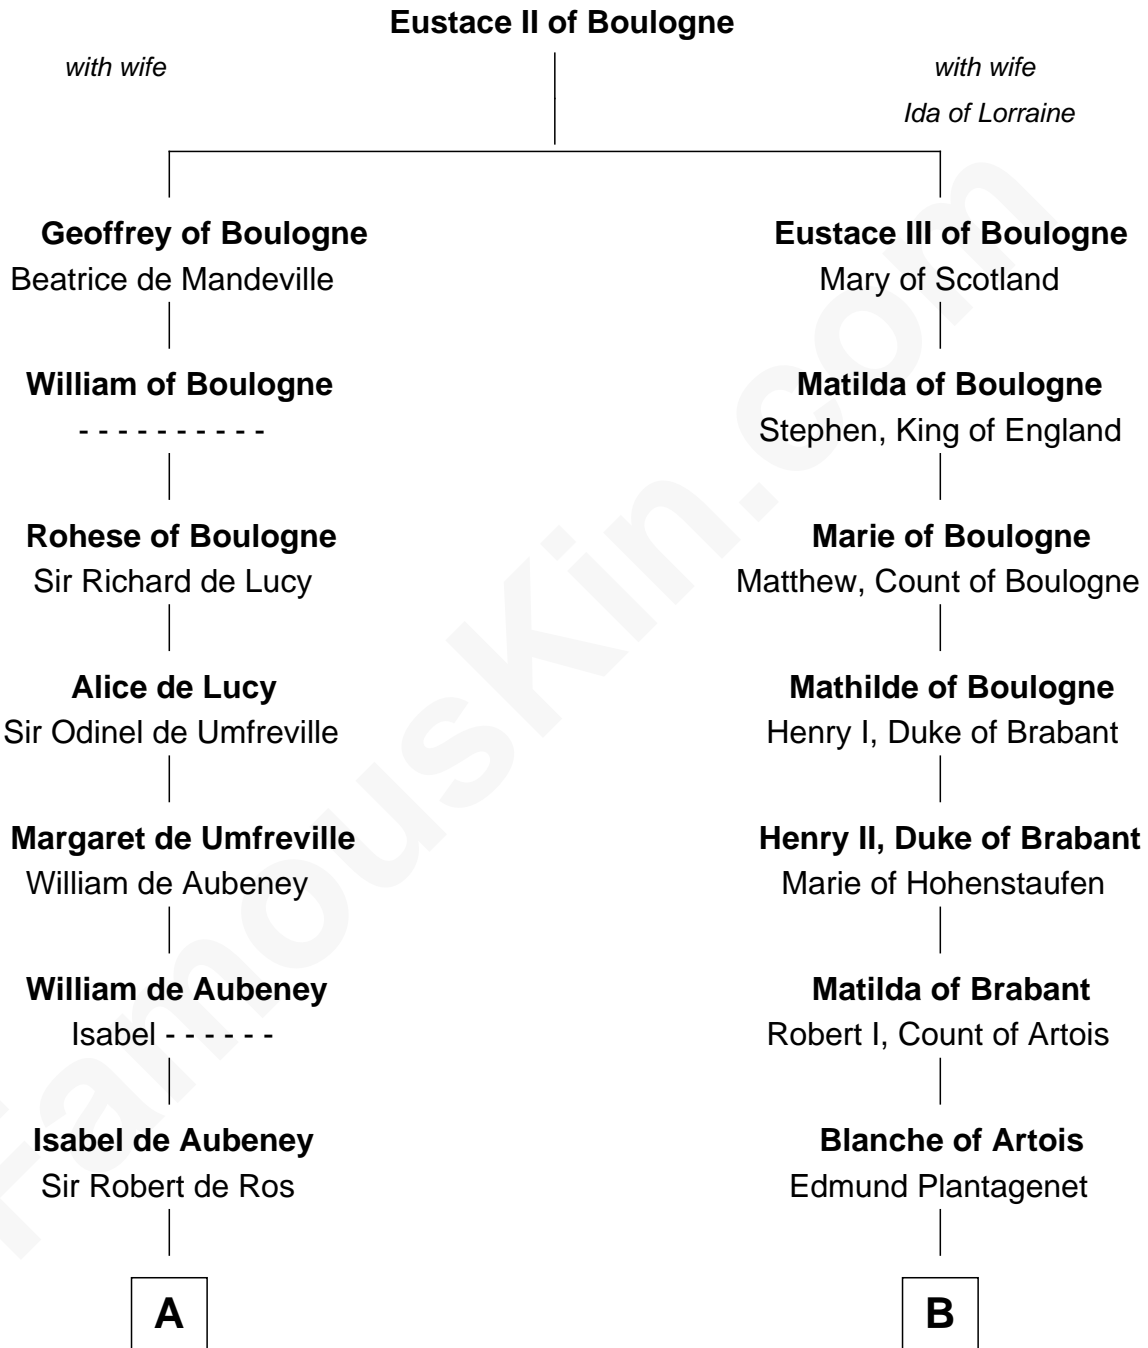 Eustace II of Boulogne
with wife
with wife
Ida of Lorraine
Geoffrey of Boulogne
Beatrice de Mandeville
Eustace III of Boulogne
Mary of Scotland
William of Boulogne
- - - - - - - - - -
Matilda of Boulogne
Stephen, King of England
Rohese of Boulogne
Sir Richard de Lucy
Marie of Boulogne
Matthew, Count of Boulogne
Alice de Lucy
Sir Odinel de Umfreville
Mathilde of Boulogne
Henry I, Duke of Brabant
Margaret de Umfreville
William de Aubeney
Henry II, Duke of Brabant
Marie of Hohenstaufen
William de Aubeney
Isabel - - - - - -
Matilda of Brabant
Robert I, Count of Artois
Isabel de Aubeney
Sir Robert de Ros
Blanche of Artois
Edmund Plantagenet
A
B
FamousKin.com